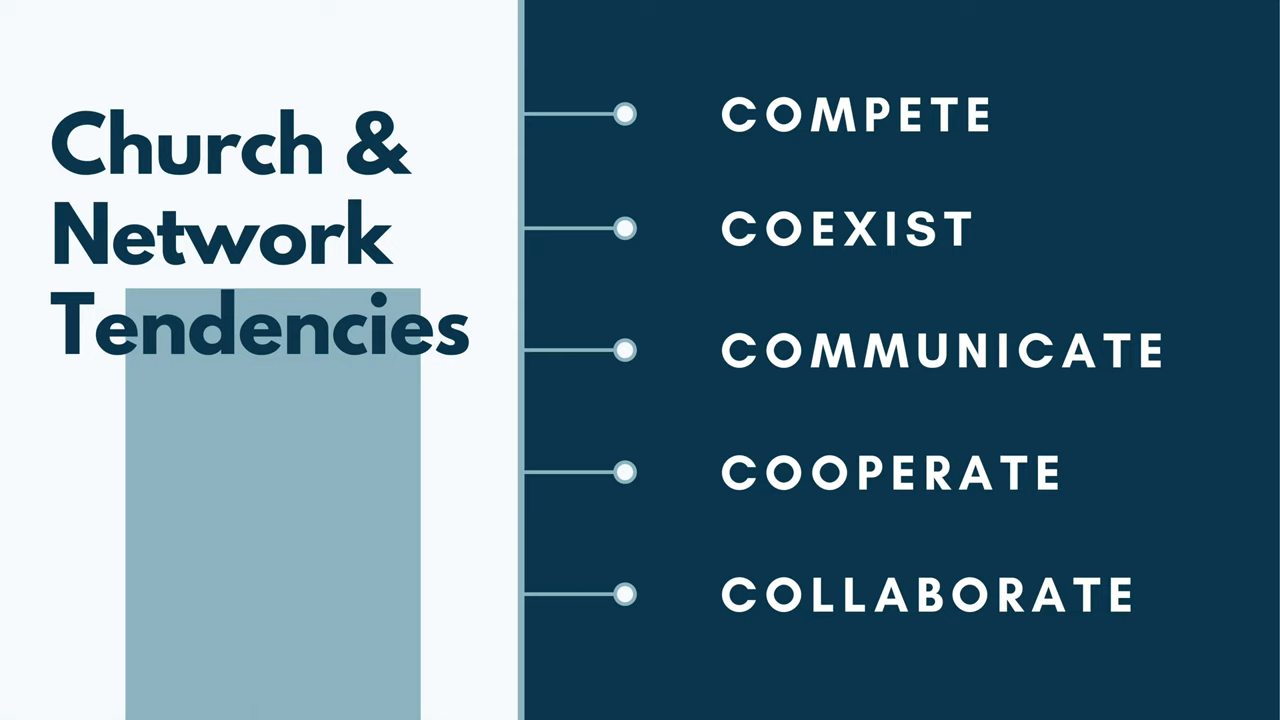 Church &
Network
Tendencies
COMPETE
COEXIST
COMMUNICATE
COOPERATE
COLLABORATE